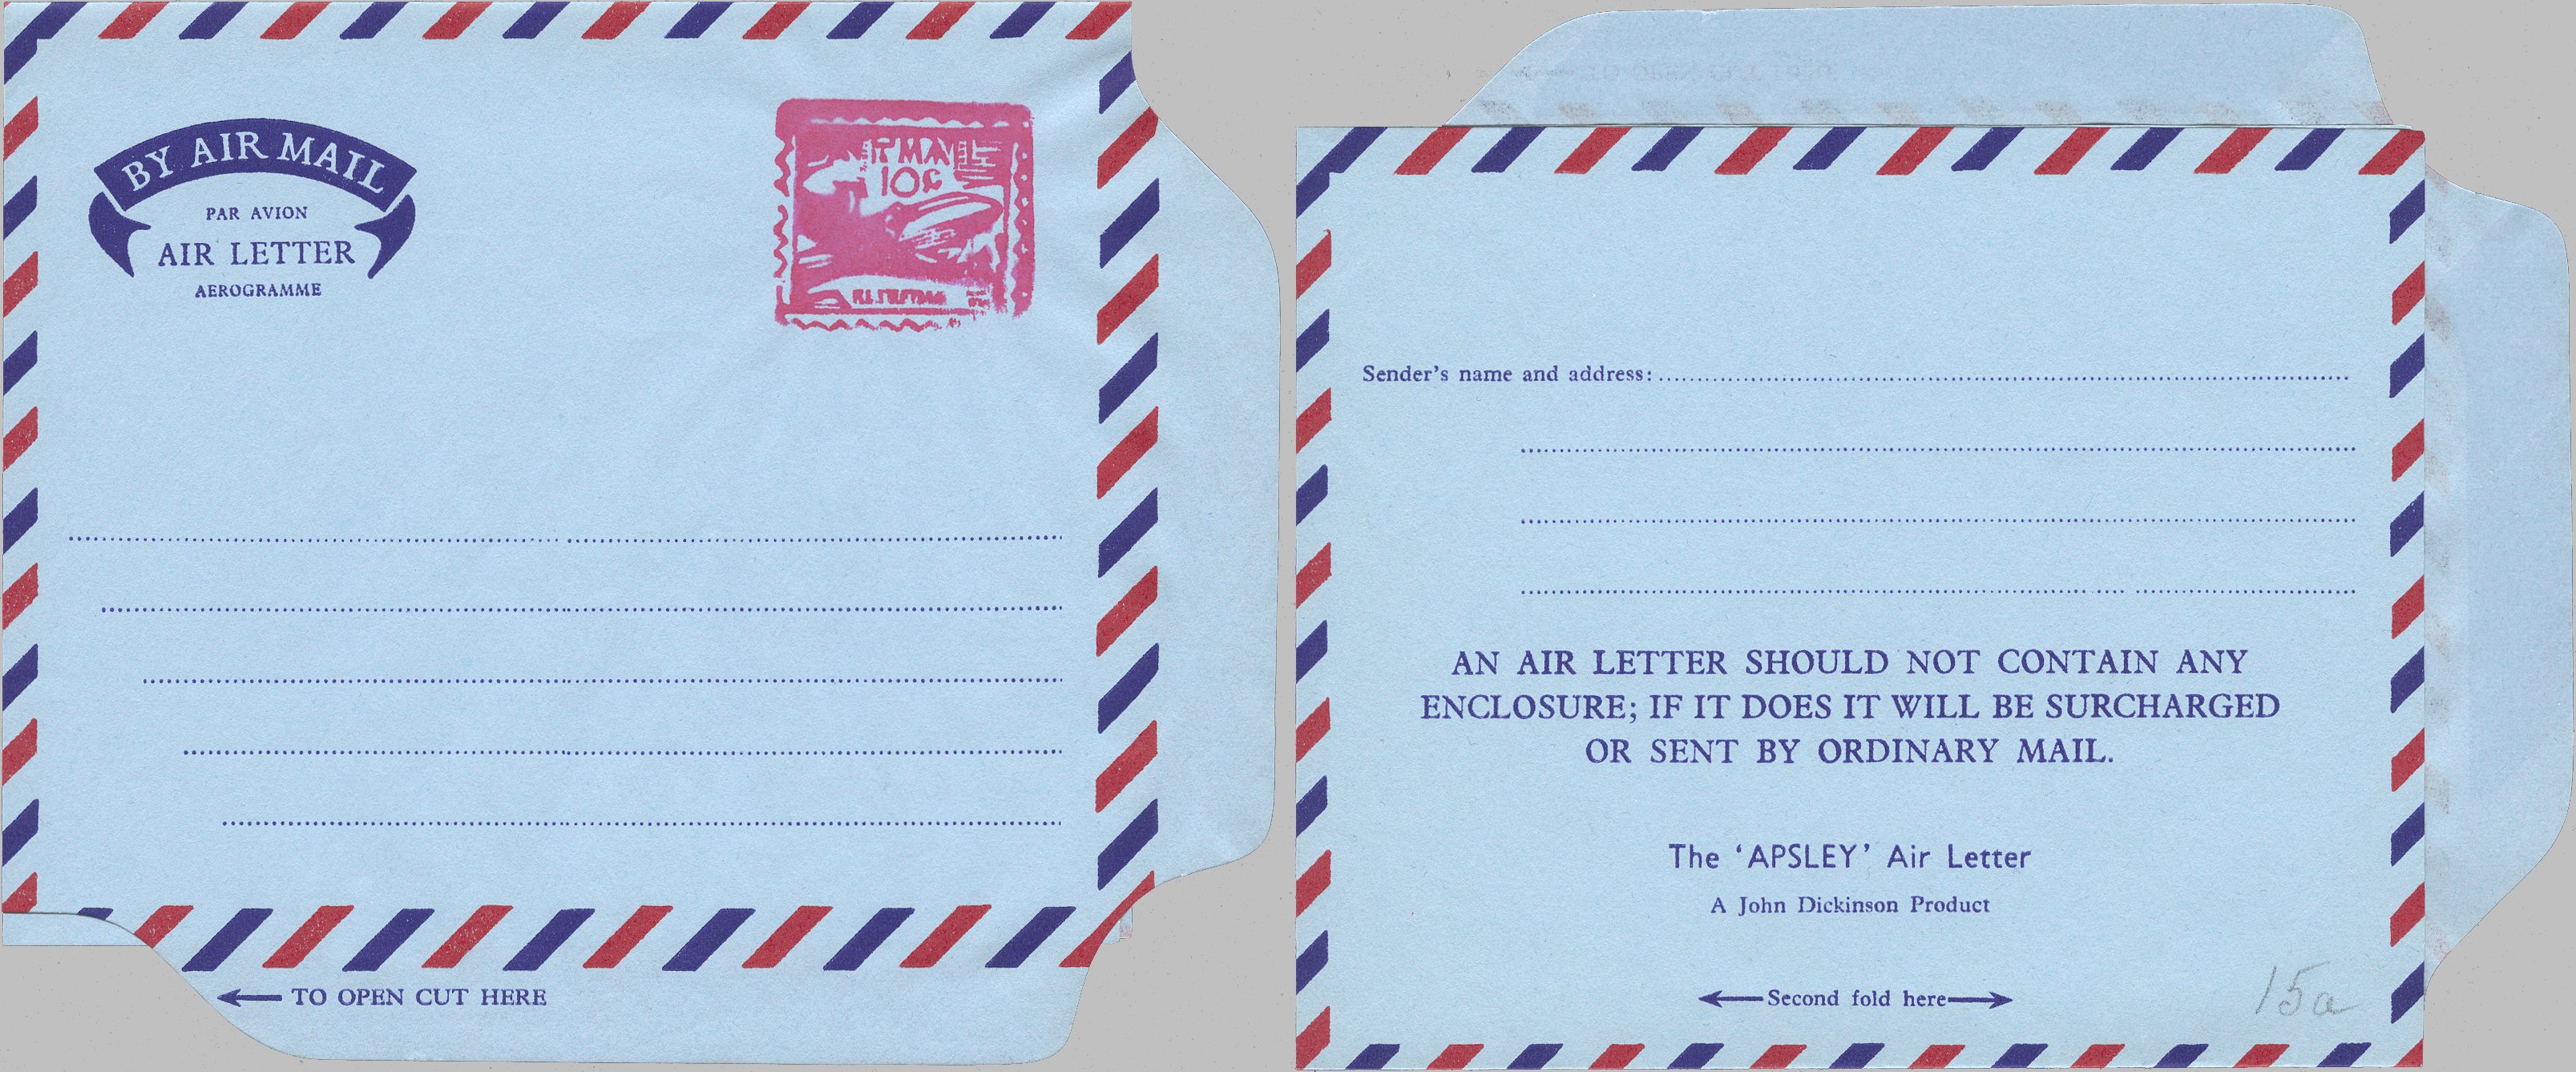 BY AIR MAIL
PAR AVION
AIR LETTER
AEROGRAMME
10c
TO OPEN CUT HERE
Sender's name and address:
AN AIR LETTER SHOULD NOT CONTAIN ANY
ENCLOSURE; IF IT DOES IT WILL BE SURCHARGED
OR SENT BY ORDINARY MAIL.
The 'APSLEY' Air Letter
A John Dickinson Product
Second fold here
15a